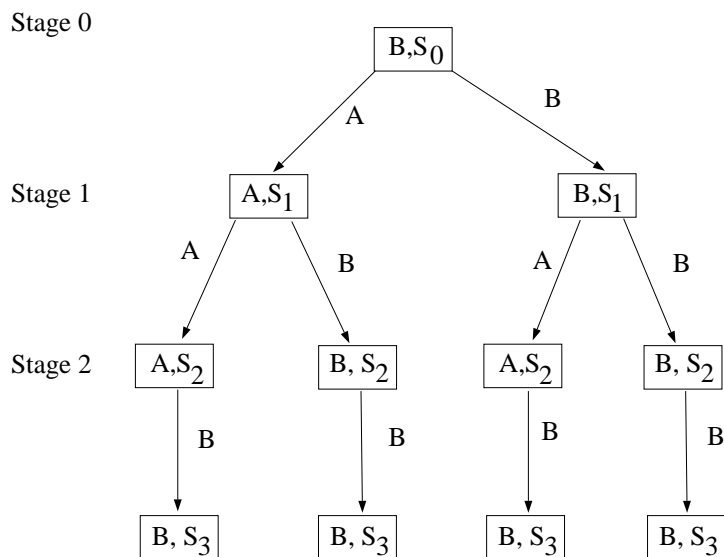 Stage 0
B,S0
A
B
Stage 1
A,S1
B,S1
A
B
A
B
Stage 2
A,S2
B, S2
A,S2
B, S2
B
B
B
B
B, S3
B, S3
B, S3
B, S3